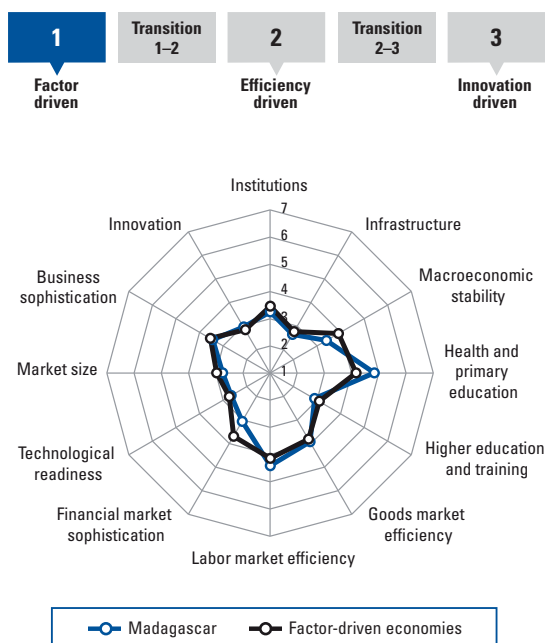 1
Transition
1–2
2
Transition
2–3
3
Factor
driven
Efficiency
driven
Innovation
driven
Institutions
7
Innovation
Infrastructure
6
5
Business
sophistication
Macroeconomic
stability
4
3
2
Market size
1
Health and
primary
education
Technological
readiness
Higher education
and training
Financial market
sophistication
Goods market
efficiency
Labor market efficiency
Madagascar
Factor-driven economies